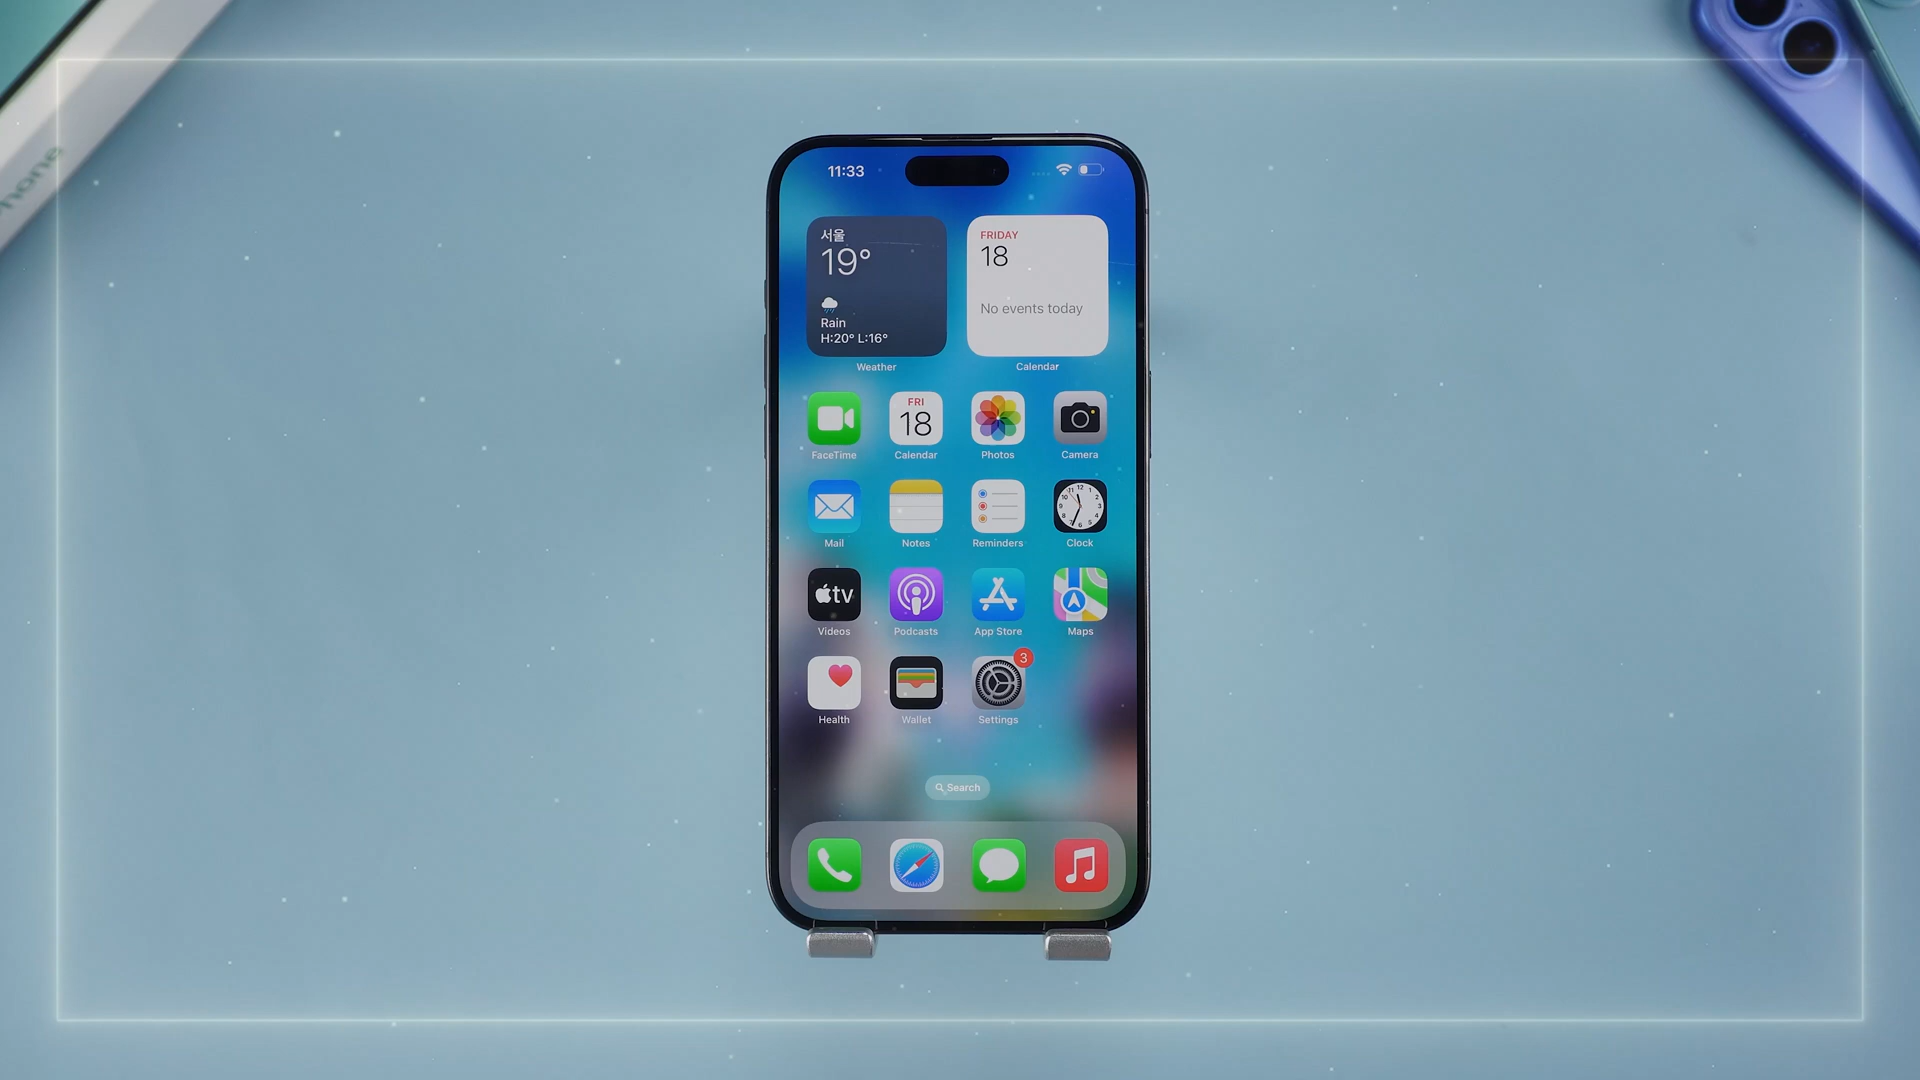 hone
11:33
서울
19°
Rain
H:20° L:16°
Weather
FRIDAY
18
No events today
Calendar
FaceTime
FRI
18
Calendar
Photos
Camera
Mail
Notes
Reminders
Clock
tv
Videos
Podcasts
App Store
Maps
Health
Wallet
3
Settings
Search